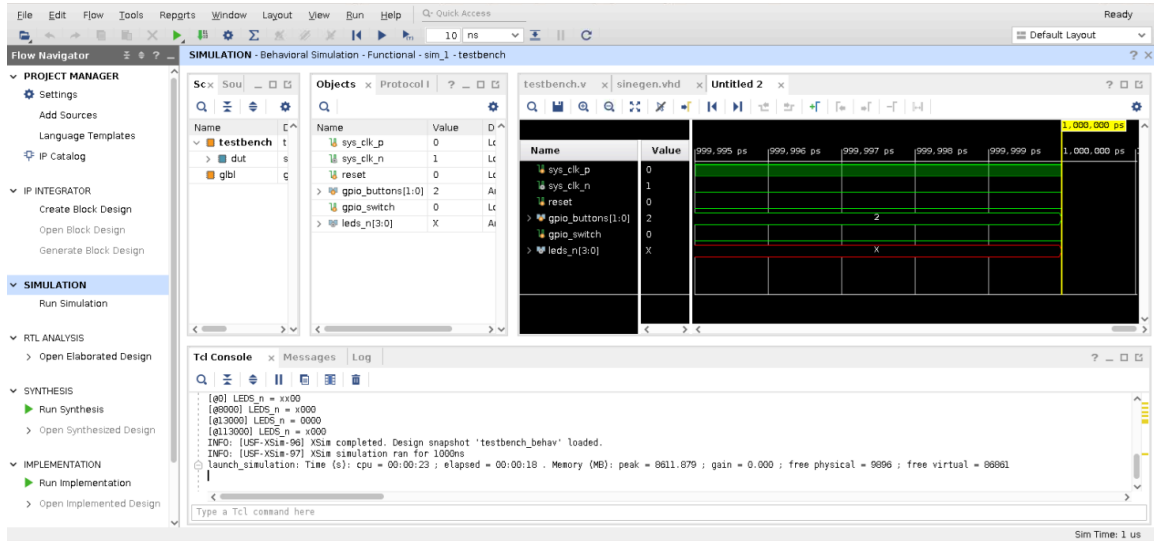 File Edit Flow Tools Reports Window Layout View Run Help Q- Quick Access Ready
10 ns Default Layout
Flow Navigator
SIMULATION - Behavioral Simulation - Functional - sim_1 - testbench
PROJECT MANAGER
Settings
Add Sources
Language Templates
IP Catalog
IP INTEGRATOR
Create Block Design
Open Block Design
Generate Block Design
SIMULATION
Run Simulation
RTL ANALYSIS
Open Elaborated Design
SYNTHESIS
Run Synthesis
Open Synthesized Design
IMPLEMENTATION
Run Implementation
Open Implemented Design
Sc Sou
Name
testbench t
dut s
glbl g
Objects Protocol I
Name Value D
sys_clk_p 0 Lo
sys_clk_n 1 Lo
reset 0 Lo
gpio_buttons[1:0] 2 Ar
gpio_switch 0 Lo
leds_n[3:0] X Ar
testbench.v sinegen.vhd Untitled 2
1,000,000 ps
Name Value 999,995 ps 999,996 ps 999,997 ps 999,998 ps 999,999 ps 1,000,000 ps
sys_clk_p 0
sys_clk_n 1
reset 0
gpio_buttons[1:0] 2 2
gpio_switch 0
leds_n[3:0] X X
Tcl Console Messages Log
[@0] LEDS_n = xx00
[@8000] LEDS_n = x000
[@13000] LEDS_n = 0000
[@113000] LEDS_n = x000
INFO: [USF-XSim-96] XSim completed. Design snapshot 'testbench_behav' loaded.
INFO: [USF-XSim-97] XSim simulation ran for 1000ns
launch_simulation: Time (s): cpu = 00:00:23 ; elapsed = 00:00:18 . Memory (MB): peak = 8611.879 ; gain = 0.000 ; free physical = 9896 ; free virtual = 86861
Type a Tcl command here
Sim Time: 1 us